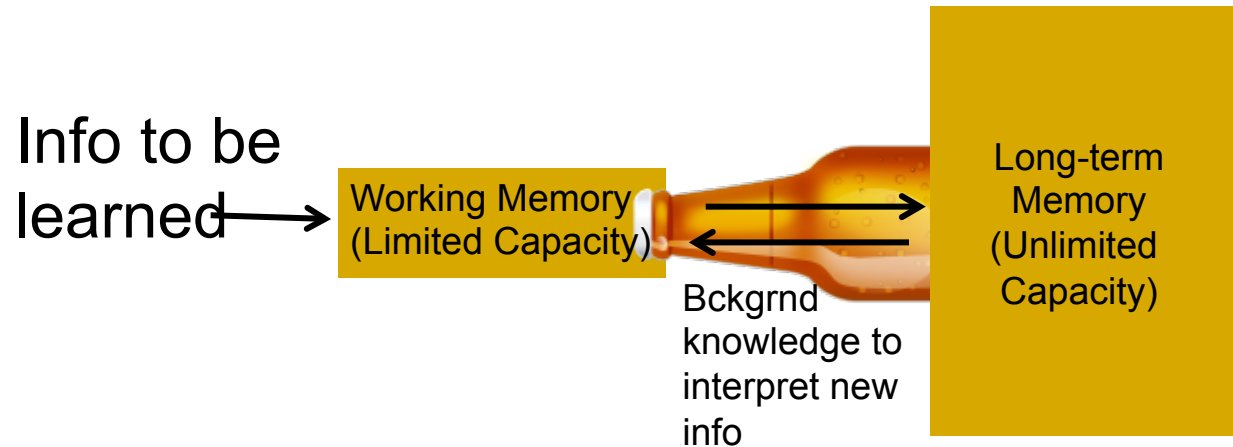 Info to be
learned
Working Memory
(Limited Capacity)
Bckgrnd
knowledge to
interpret new
info
Long-term
Memory
(Unlimited
Capacity)